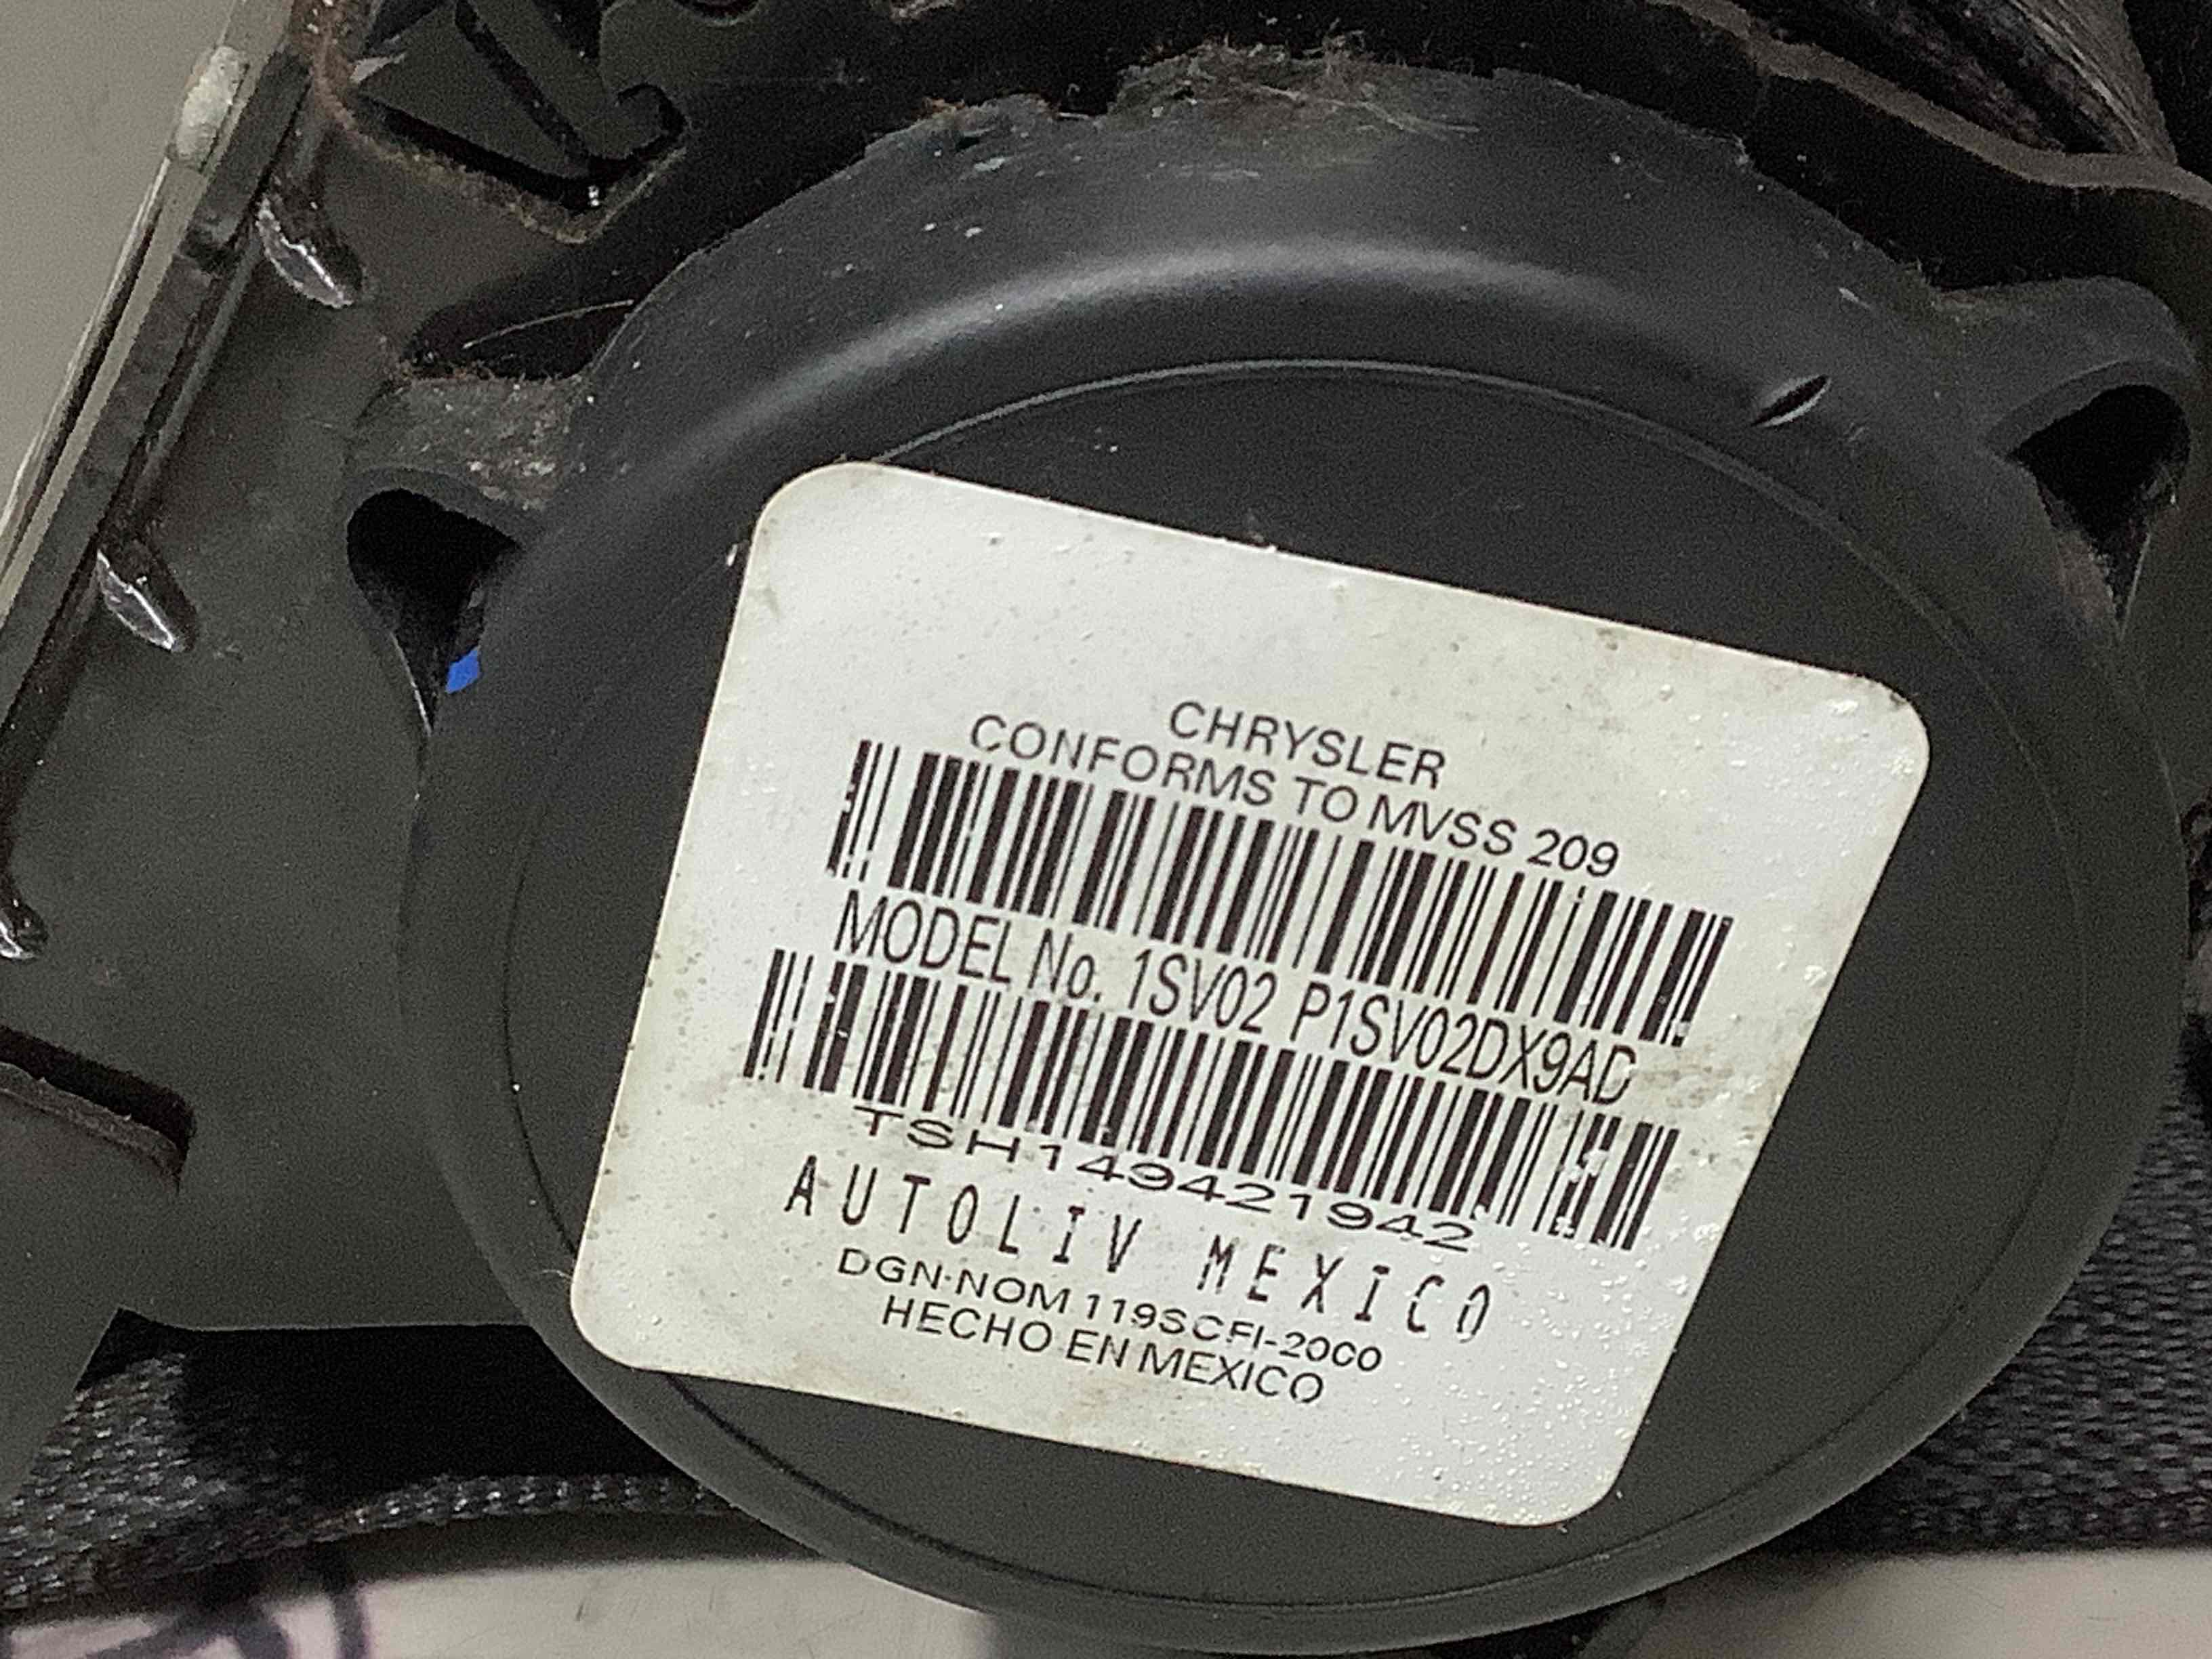 CHRYSLER
CONFORMS TO MVSS 209
MODEL No. 1SV02 P1SV02DX9AD
TSH149421942
AUTOLIV MEXICO
DGN-NOM 119SCFI-2000
HECHO EN MEXICO